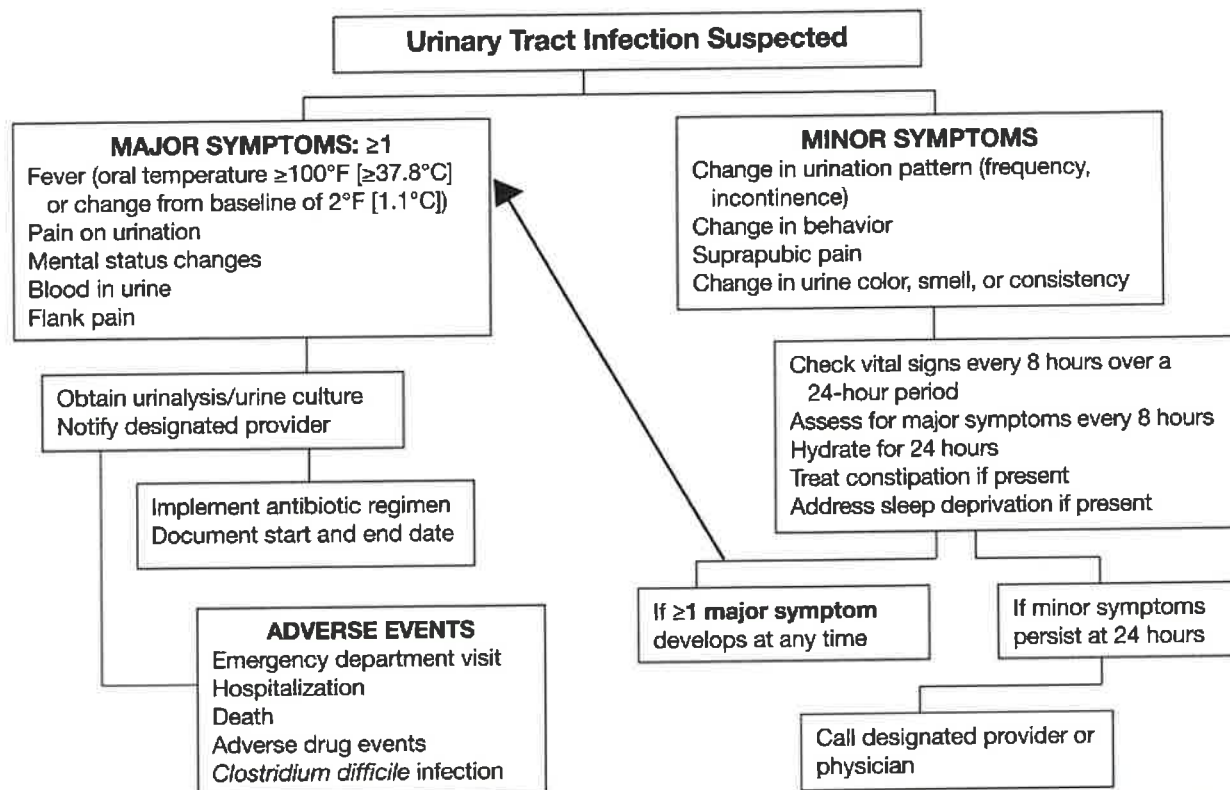 Urinary Tract Infection Suspected
MAJOR SYMPTOMS: ≥1
Fever (oral temperature ≥100°F [≥37.8°C]
or change from baseline of 2°F [1.1°C])
Pain on urination
Mental status changes
Blood in urine
Flank pain
Obtain urinalysis/urine culture
Notify designated provider
Implement antibiotic regimen
Document start and end date
ADVERSE EVENTS
Emergency department visit
Hospitalization
Death
Adverse drug events
Clostridium difficile infection
MINOR SYMPTOMS
Change in urination pattern (frequency,
incontinence)
Change in behavior
Suprapubic pain
Change in urine color, smell, or consistency
Check vital signs every 8 hours over a
24-hour period
Assess for major symptoms every 8 hours
Hydrate for 24 hours
Treat constipation if present
Address sleep deprivation if present
If ≥1 major symptom
develops at any time
If minor symptoms
persist at 24 hours
Call designated provider or
physician